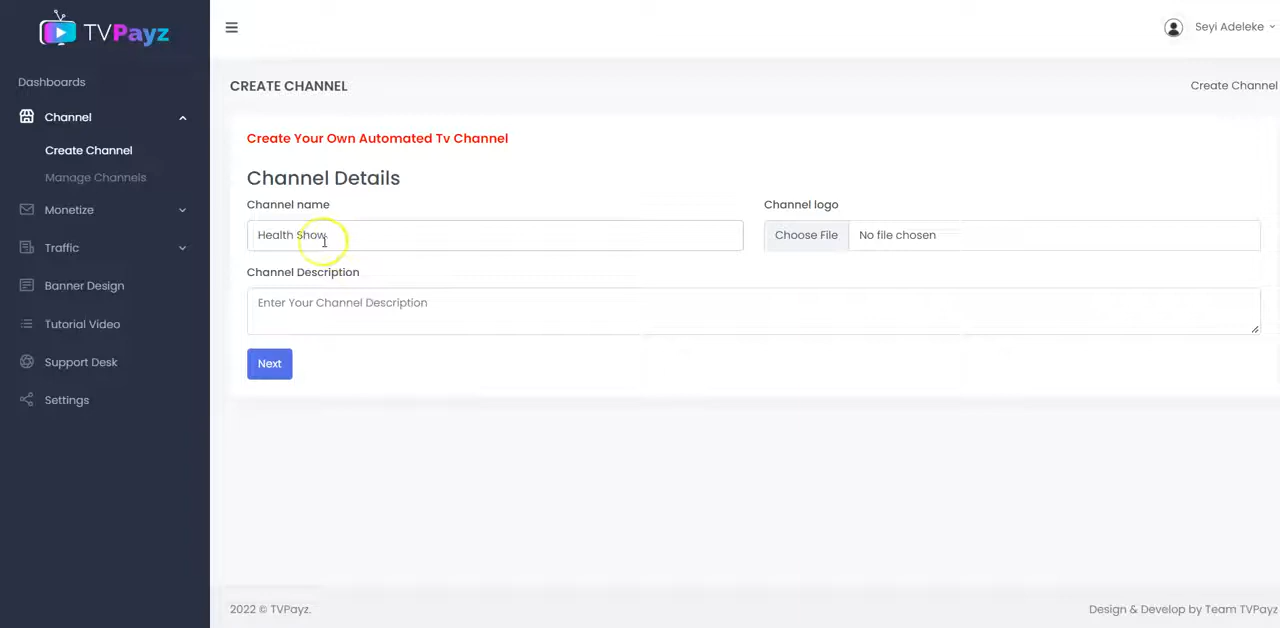 TVPayz
Seyi Adeleke
Dashboards
Channel
Create Channel
Manage Channels
Monetize
Traffic
Banner Design
Tutorial Video
Support Desk
Settings
CREATE CHANNEL
Create Channel
Create Your Own Automated Tv Channel
Channel Details
Channel name
Channel logo
Health Show
Choose File
No file chosen
Channel Description
Enter Your Channel Description
Next
2022 © TVPayz.
Design & Develop by Team TVPayz